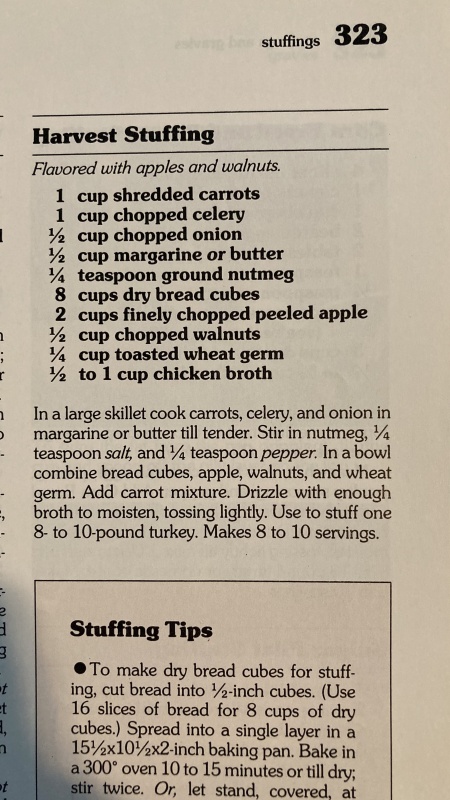 stuffings 323
Harvest Stuffing
Flavored with apples and walnuts.
1 cup shredded carrots
1 cup chopped celery
½ cup chopped onion
½ cup margarine or butter
¼ teaspoon ground nutmeg
8 cups dry bread cubes
2 cups finely chopped peeled apple
½ cup chopped walnuts
¼ cup toasted wheat germ
½ to 1 cup chicken broth
In a large skillet cook carrots, celery, and onion in
margarine or butter till tender. Stir in nutmeg, ¼
teaspoon salt, and ¼ teaspoon pepper. In a bowl
combine bread cubes, apple, walnuts, and wheat
germ. Add carrot mixture. Drizzle with enough
broth to moisten, tossing lightly. Use to stuff one
8- to 10-pound turkey. Makes 8 to 10 servings.
Stuffing Tips
●To make dry bread cubes for stuff-
ing, cut bread into ½-inch cubes. (Use
16 slices of bread for 8 cups of dry
cubes.) Spread into a single layer in a
15½x10½x2-inch baking pan. Bake in
a 300° oven 10 to 15 minutes or till dry;
stir twice. Or, let stand, covered, at